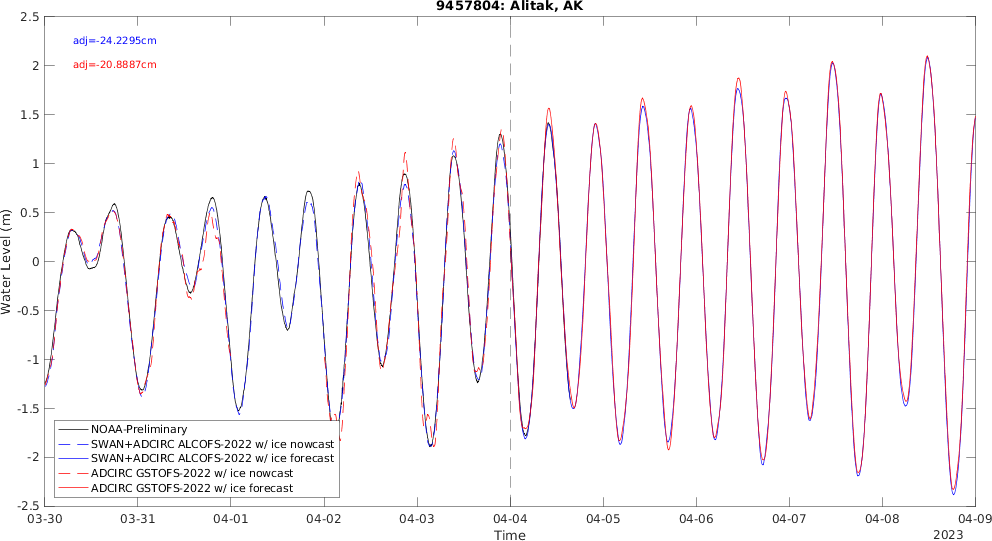 9457804: Alitak, AK
adj=-24.2295cm
adj=-20.8887cm
Water Level (m)
2.5
2
1.5
1
0.5
0
-0.5
-1
-1.5
-2
-2.5
NOAA-Preliminary
SWAN+ADCIRC ALCOFS-2022 w/ ice nowcast
SWAN+ADCIRC ALCOFS-2022 w/ ice forecast
ADCIRC GSTOFS-2022 w/ ice nowcast
ADCIRC GSTOFS-2022 w/ ice forecast
03-30 03-31 04-01 04-02 04-03 04-04 04-05 04-06 04-07 04-08 04-09
Time
2023